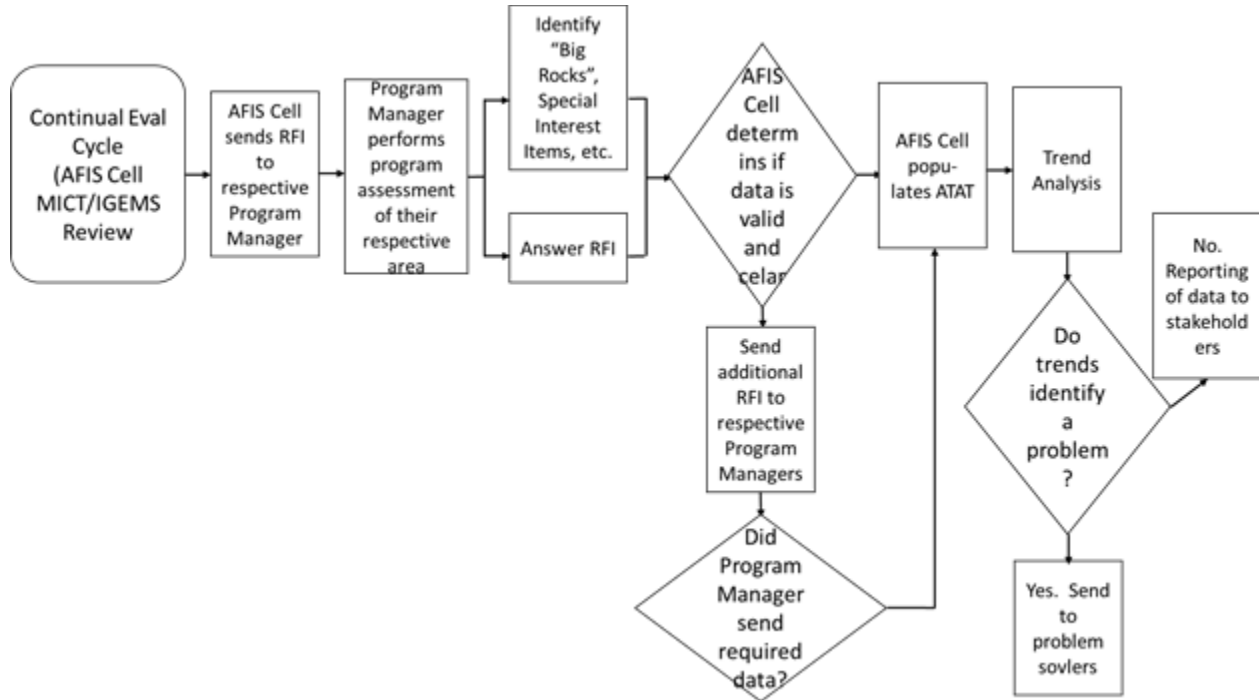 Continual Eval
Cycle
(AFIS Cell
MICT/IGEMS
Review
AFIS Cell
sends RFI
to
respective
Program
Manager
Program
Manager
performs
program
assessment
of their
respective
area
Identify
“Big
Rocks”,
Special
Interest
Items, etc.
Answer RFI
AFIS
Cell
determ
ins if
data is
valid
and
celar
Send
additional
RFI to
respective
Program
Managers
Did
Program
Manager
send
required
data?
AFIS Cell
popu-
lates ATAT
Trend
Analysis
Do
trends
identify
a
problem
?
No.
Reporting
of data to
stakehold
ers
Yes. Send
to
problem
sovlers